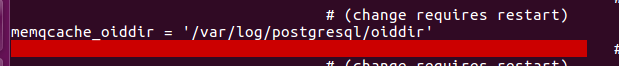 # (change requires restart)
memqcache_oiddir = '/var/log/postgresql/oiddir'
#
# (change requires restart)